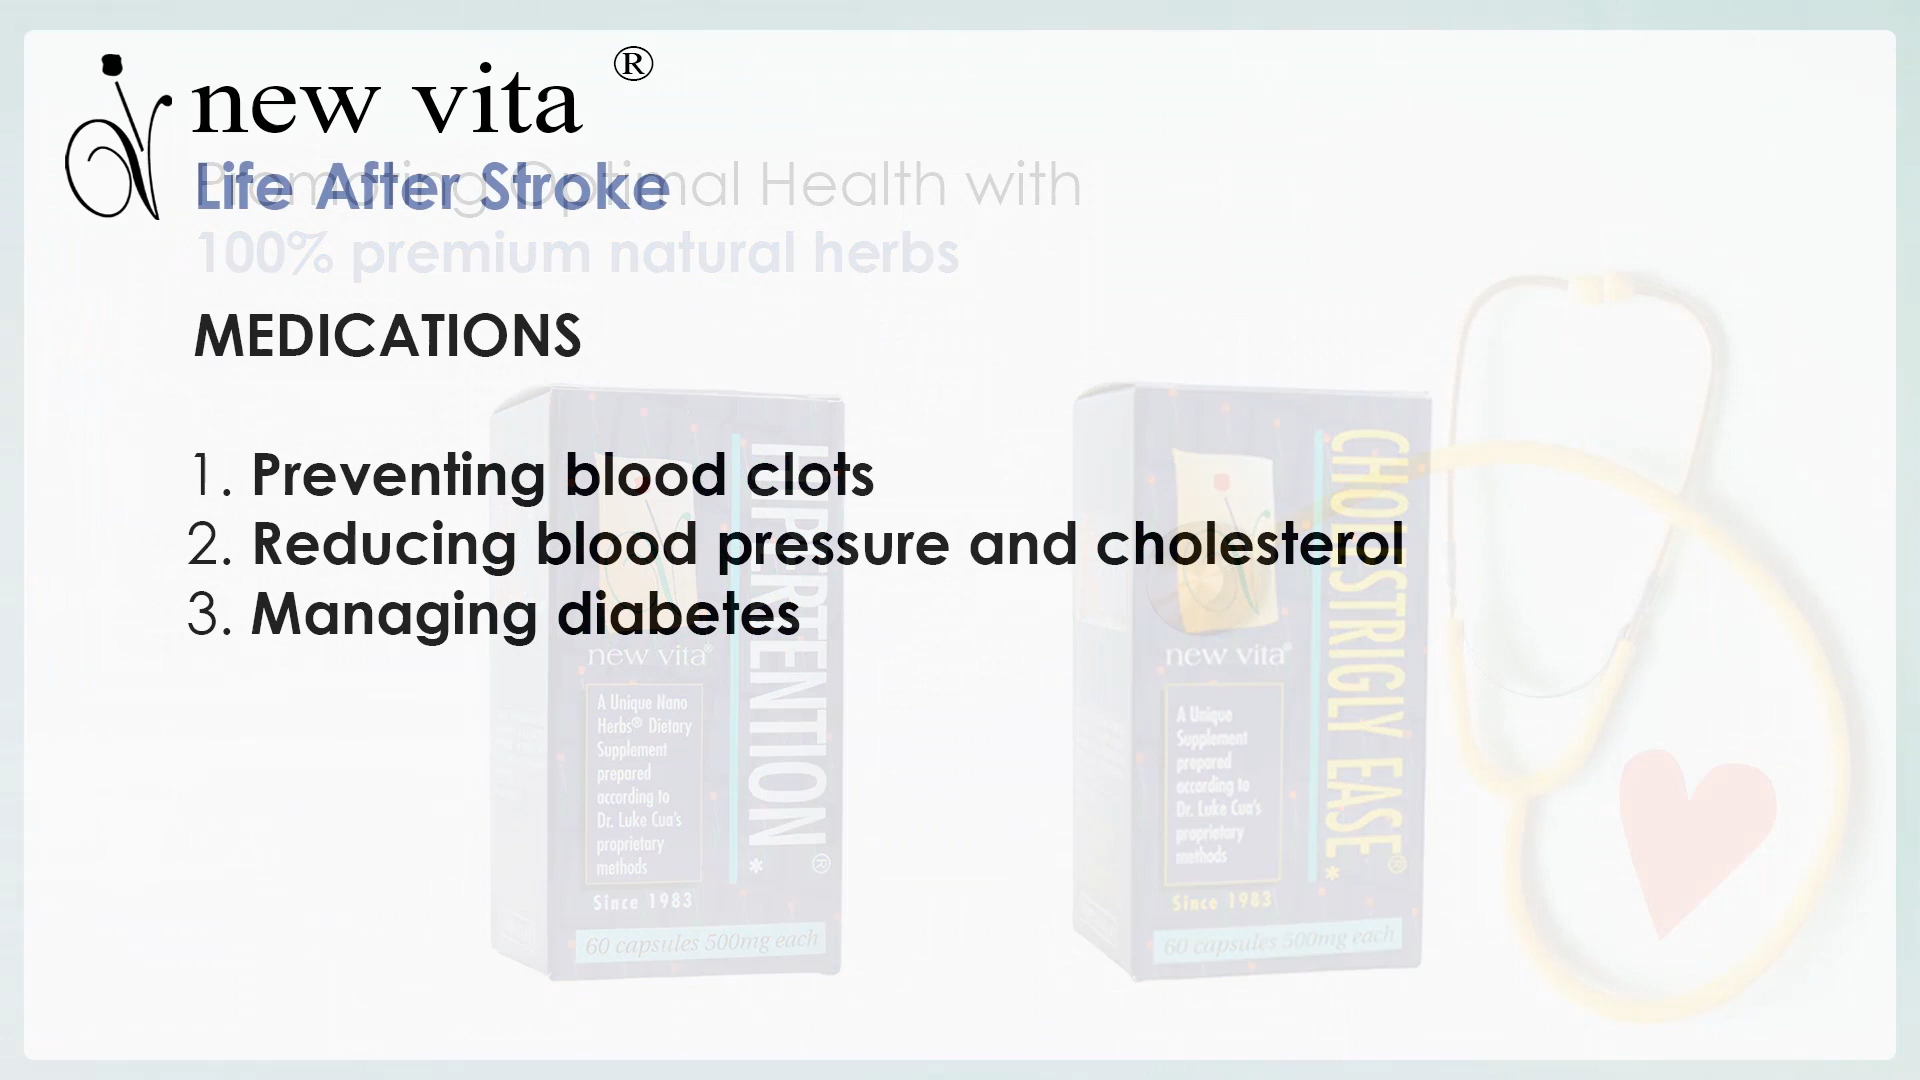 new vita ®
Life After Stroke
Promoting Optimal Health with
100% premium natural herbs
MEDICATIONS
1. Preventing blood clots
2. Reducing blood pressure and cholesterol
3. Managing diabetes
HIPERTENTION
*
®
new vita®
A Unique Nano
Herbs® Dietary
Supplement
prepared
according to
Dr. Luke Cua's
proprietary
methods
Since 1983
60 capsules 500mg each
CHOLESTRIGLY EASE®
*
new vita®
A Unique
Supplement
prepared
according to
Dr. Luke Cua's
proprietary
methods
Since 1983
60 capsules 500mg each